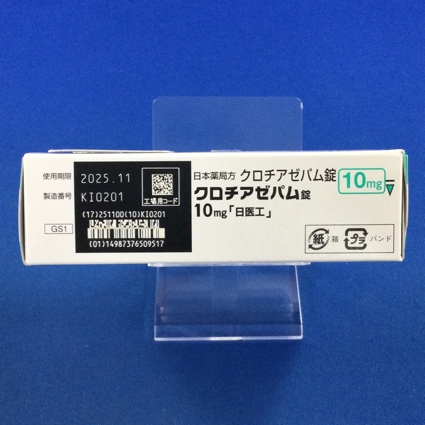 使用期限 2025.11
製造番号 KI0201
工場用コード
(17)251100(10)KI0201
GS1
(01)14987376509517
日本薬局方 クロチアゼパム錠 10mg
クロチアゼパム錠
10mg「日医工」
紙 箱 プラ バンド